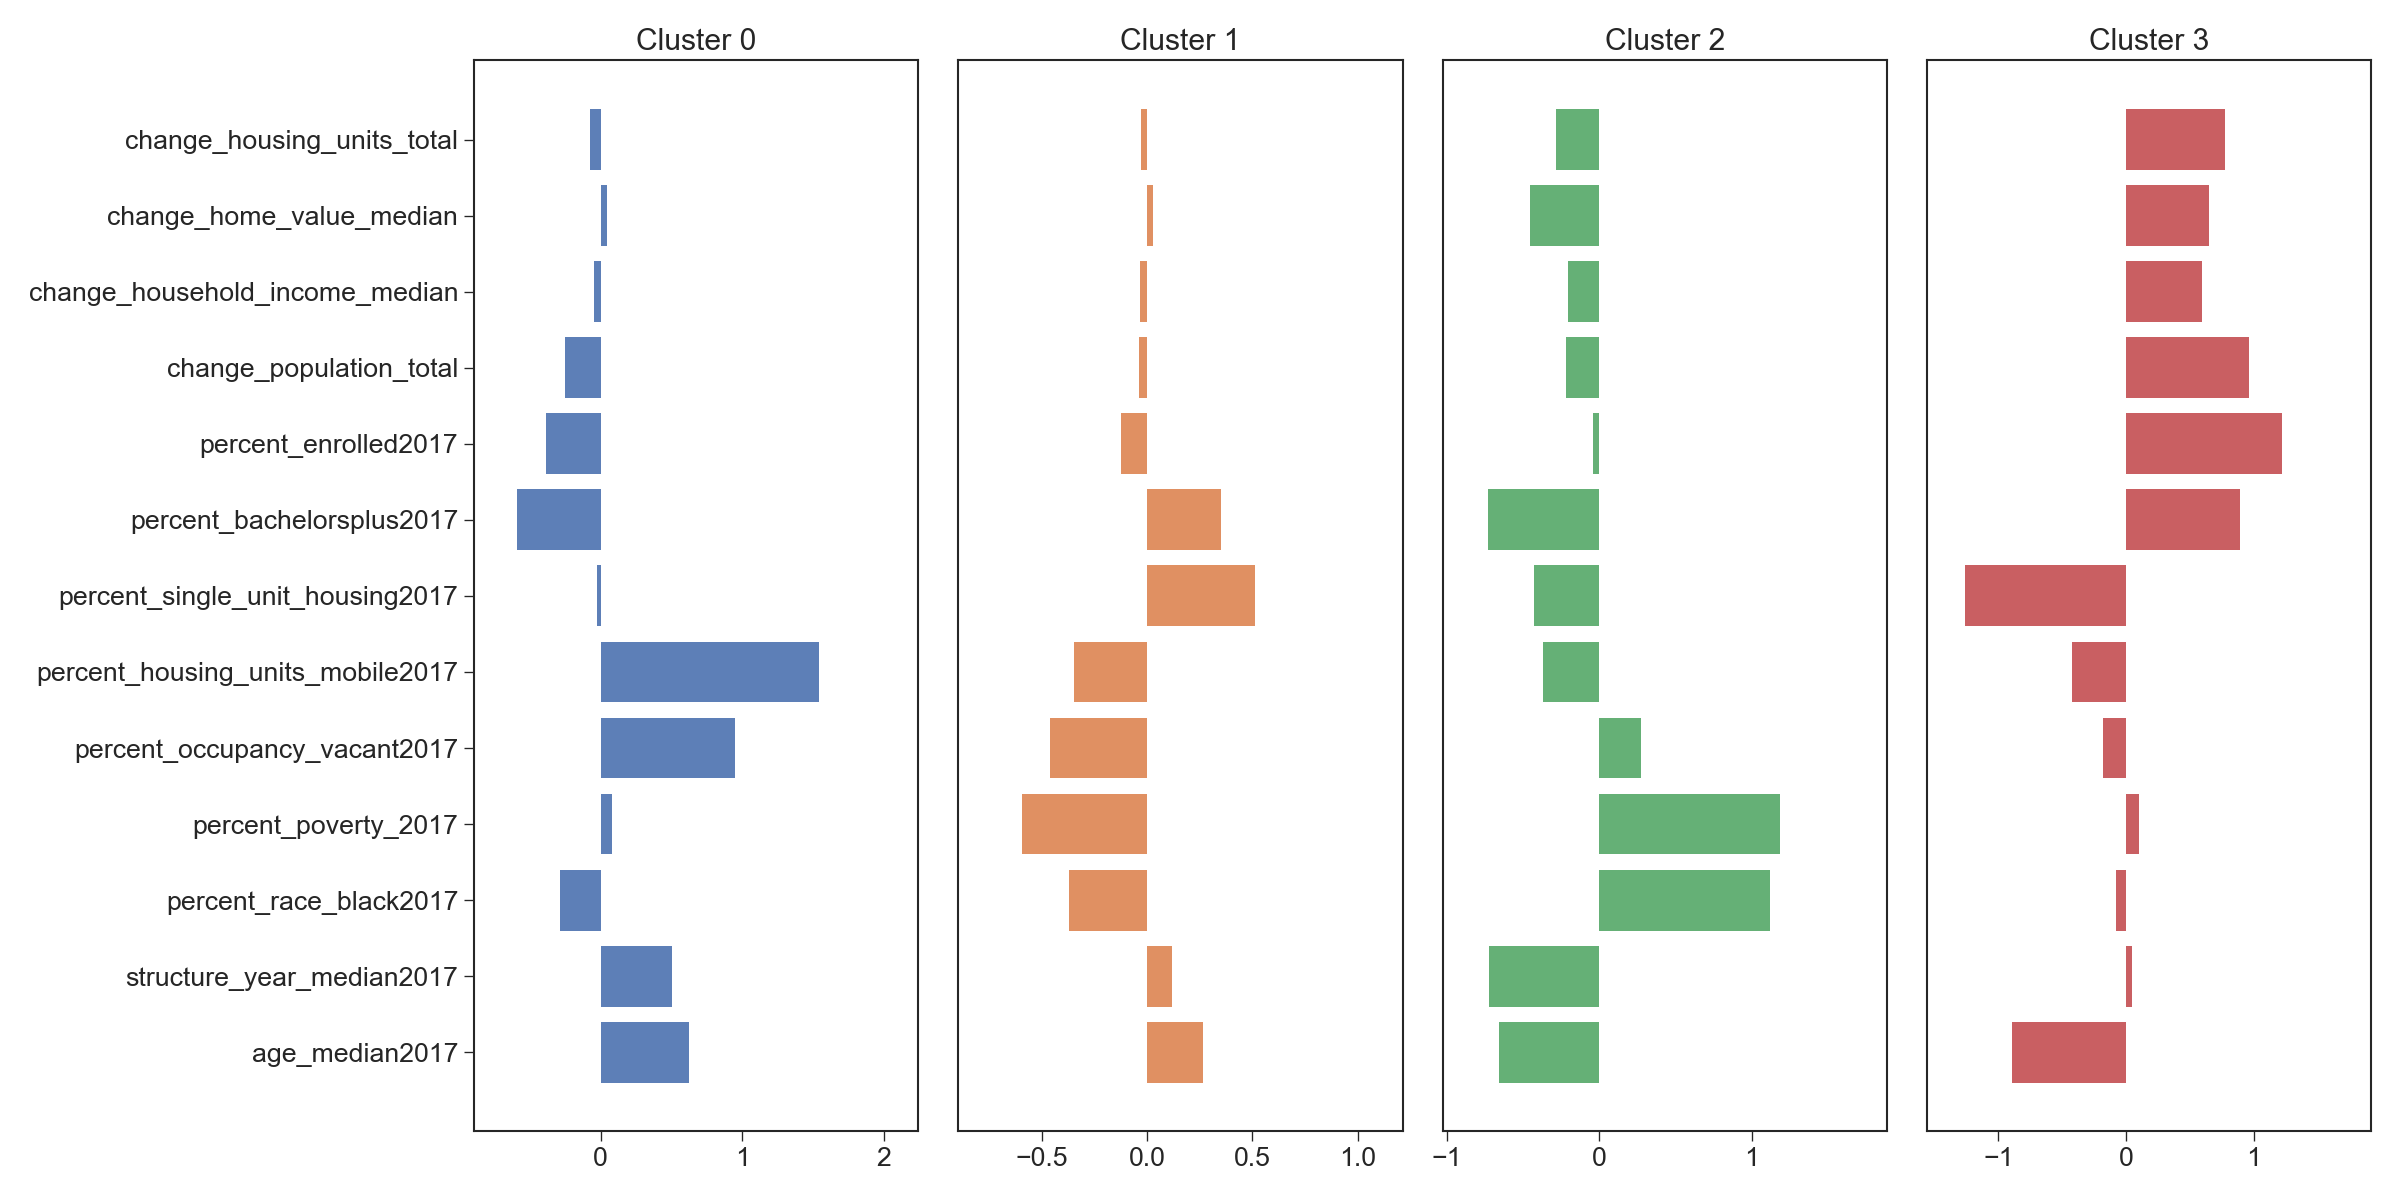 Cluster 0 Cluster 1 Cluster 2 Cluster 3
change_housing_units_total
change_home_value_median
change_household_income_median
change_population_total
percent_enrolled2017
percent_bachelorsplus2017
percent_single_unit_housing2017
percent_housing_units_mobile2017
percent_occupancy_vacant2017
percent_poverty_2017
percent_race_black2017
structure_year_median2017
age_median2017
0 1 2 −0.5 0.0 0.5 1.0 −1 0 1 −1 0 1